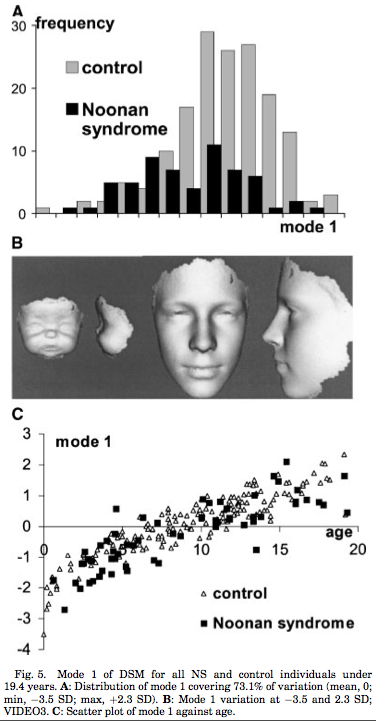 A
frequency
30
control
20
Noonan
syndrome
10
0
mode 1
B
C
3
mode 1
2
1
0
age
0
10
15
20
-1
control
-2
Noonan syndrome
-3
-4
Fig. 5. Mode 1 of DSM for all NS and control individuals under
19.4 years. A: Distribution of mode 1 covering 73.1% of variation (mean, 0;
min, −3.5 SD; max, +2.3 SD). B: Mode 1 variation at −3.5 and 2.3 SD;
VIDEO3. C: Scatter plot of mode 1 against age.